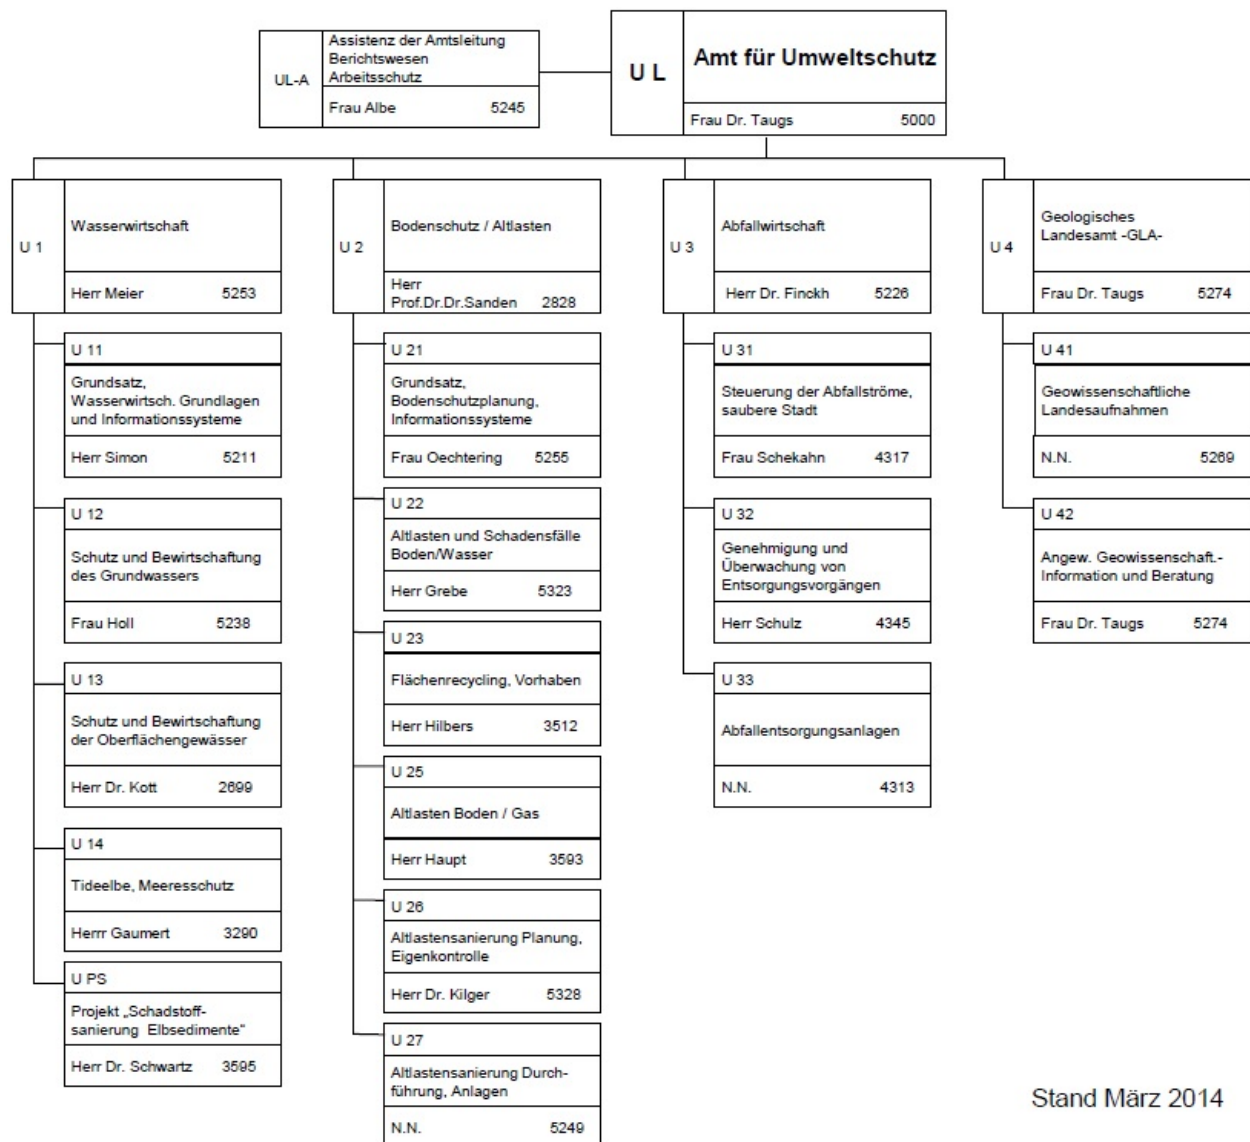 UL-A
Assistenz der Amtsleitung
Berichtswesen
Arbeitsschutz
Frau Albe 5245
U L
Amt für Umweltschutz
Frau Dr. Taugs 5000
U 1
Wasserwirtschaft
Herr Meier 5253
U 11
Grundsatz,
Wasserwirtsch. Grundlagen
und Informationssysteme
Herr Simon 5211
U 12
Schutz und Bewirtschaftung
des Grundwassers
Frau Holl 5238
U 13
Schutz und Bewirtschaftung
der Oberflächengewässer
Herr Dr. Kott 2699
U 14
Tideelbe, Meeresschutz
Herrr Gaumert 3290
U PS
Projekt „Schadstoff-
sanierung Elbsedimente“
Herr Dr. Schwartz 3595
U 2
Bodenschutz / Altlasten
Herr
Prof.Dr.Dr.Sanden 2828
U 21
Grundsatz,
Bodenschutzplanung,
Informationssysteme
Frau Oechtering 5255
U 22
Altlasten und Schadensfälle
Boden/Wasser
Herr Grebe 5323
U 23
Flächenrecycling, Vorhaben
Herr Hilbers 3512
U 25
Altlasten Boden / Gas
Herr Haupt 3593
U 26
Altlastensanierung Planung,
Eigenkontrolle
Herr Dr. Kilger 5328
U 27
Altlastensanierung Durch-
führung, Anlagen
N.N. 5249
U 3
Abfallwirtschaft
Herr Dr. Finckh 5226
U 31
Steuerung der Abfallströme,
saubere Stadt
Frau Schekahn 4317
U 32
Genehmigung und
Überwachung von
Entsorgungsvorgängen
Herr Schulz 4345
U 33
Abfallentsorgungsanlagen
N.N. 4313
U 4
Geologisches
Landesamt -GLA-
Frau Dr. Taugs 5274
U 41
Geowissenschaftliche
Landesaufnahmen
N.N. 5269
U 42
Angew. Geowissenschaft.-
Information und Beratung
Frau Dr. Taugs 5274
Stand März 2014